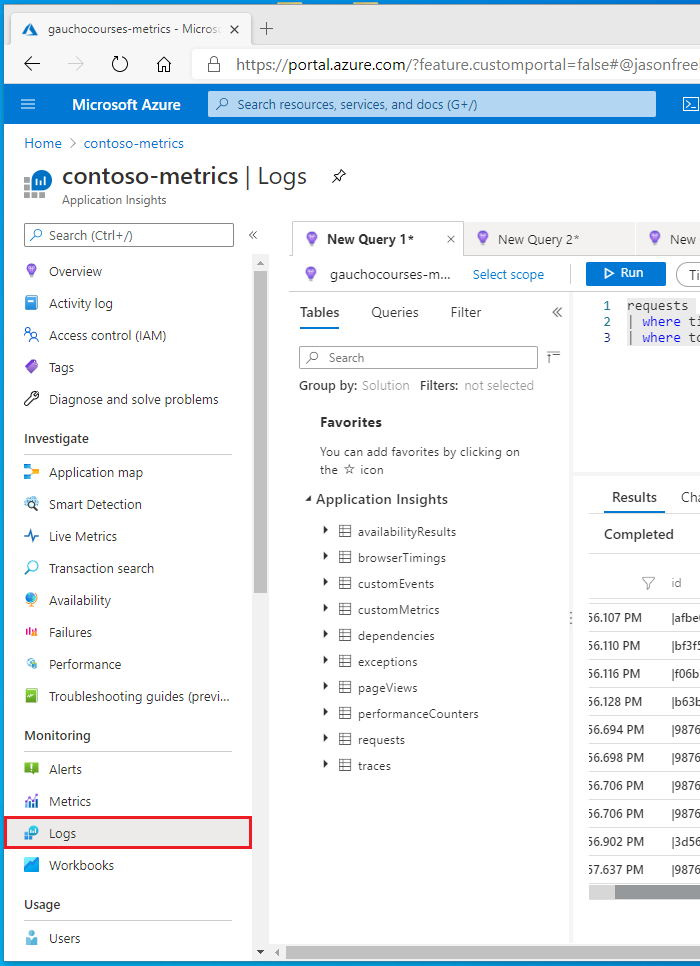 gauchocourses-metrics - Microso
https://portal.azure.com/?feature.customportal=false#@jasonfreeb
Microsoft Azure
Search resources, services, and docs (G+/)
Home > contoso-metrics
contoso-metrics | Logs
Application Insights
Search (Ctrl+/)
Overview
Activity log
Access control (IAM)
Tags
Diagnose and solve problems
Investigate
Application map
Smart Detection
Live Metrics
Transaction search
Availability
Failures
Performance
Troubleshooting guides (previ...
Monitoring
Alerts
Metrics
Logs
Workbooks
Usage
Users
New Query 1*
New Query 2*
New
gauchocourses-m...
Select scope
Run
Ti
Tables
Queries
Filter
Search
Group by: Solution
Filters: not selected
Favorites
You can add favorites by clicking on
the ☆ icon
Application Insights
availabilityResults
browserTimings
customEvents
customMetrics
dependencies
exceptions
pageViews
performanceCounters
requests
traces
1 requests
2 | where ti
3 | where to
Results
Cha
Completed
id
56.107 PM |afbe
56.110 PM |bf3f5
56.116 PM |f06b
56.128 PM |b63b
56.694 PM |9876
56.698 PM |9876
56.706 PM |9876
56.706 PM |9876
56.902 PM |3d56
57.637 PM |9876